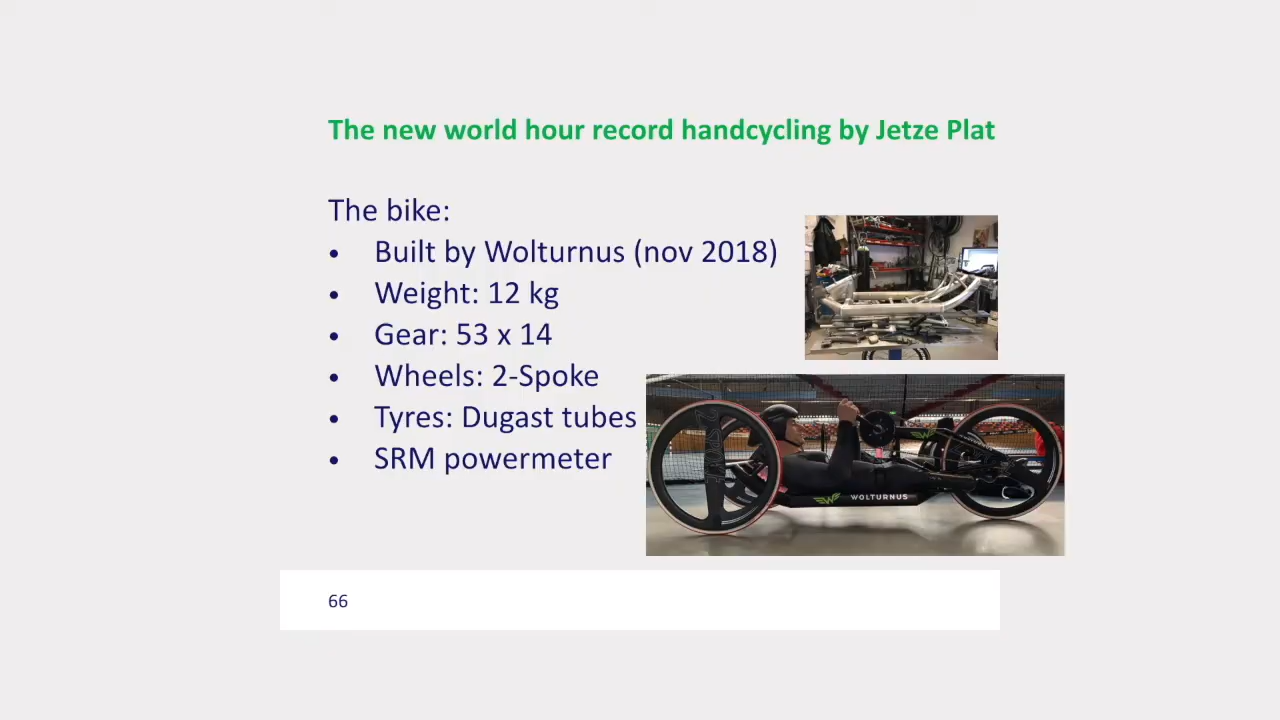 The new world hour record handcycling by Jetze Plat
The bike:
• Built by Wolturnus (nov 2018)
• Weight: 12 kg
• Gear: 53 x 14
• Wheels: 2-Spoke
• Tyres: Dugast tubes
• SRM powermeter
WOLTURNUS
66